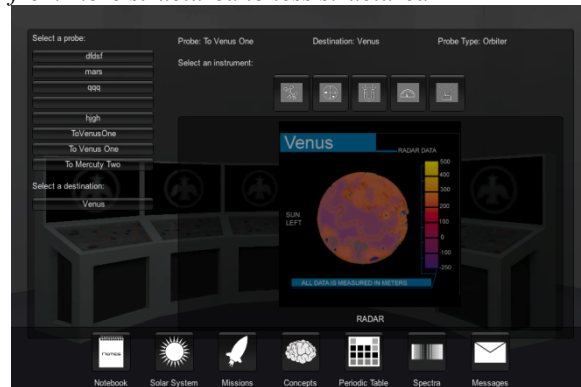 Select a probe:
Probe: To Venus One
Destination: Venus
Probe Type: Orbiter
dfdsf
mars
qqq
hjgh
ToVenusOne
To Venus One
To Mercuty Two
Select a destination:
Venus
Select an instrument:
Venus
RADAR DATA
500
400
300
200
100
0
-100
-250
SUN
LEFT
ALL DATA IS MEASURED IN METERS
RADAR
notes
Notebook
Solar System
Missions
Concepts
Periodic Table
Spectra
Messages